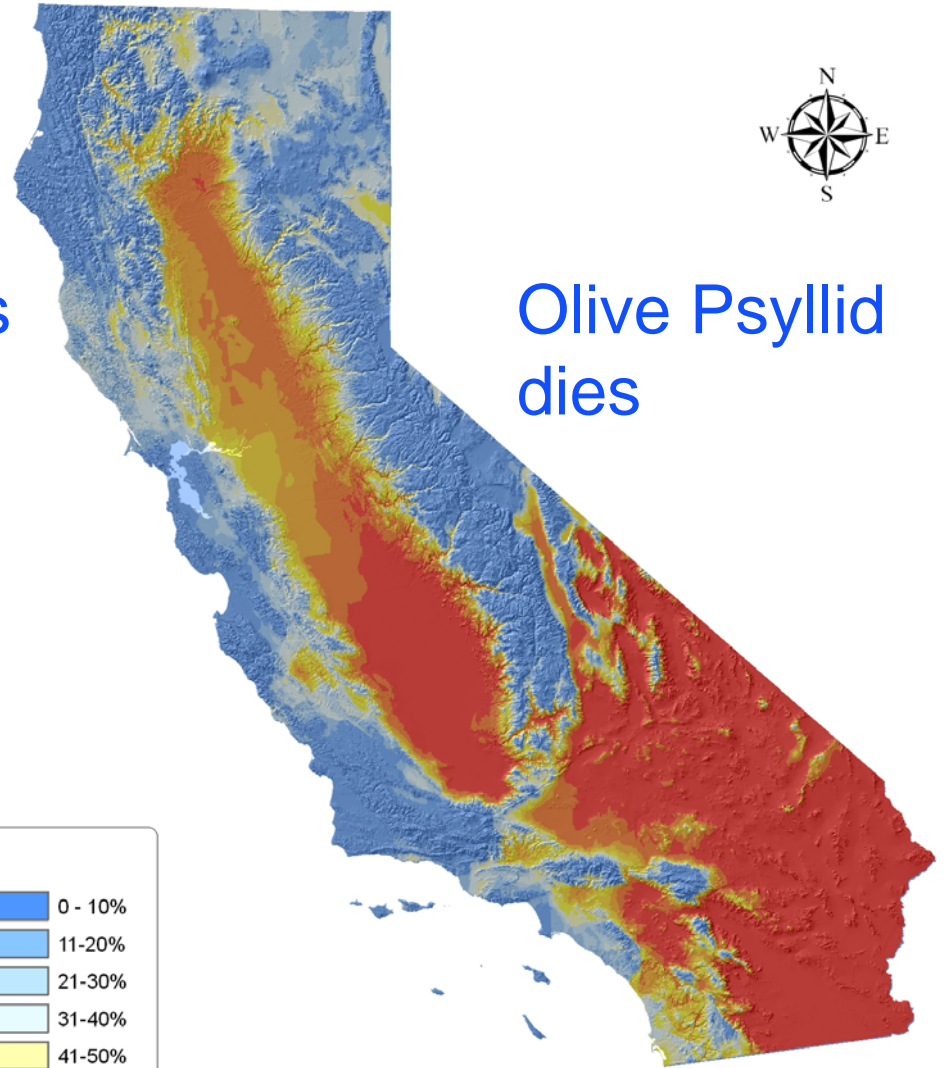 N
W E
S
s
Olive Psyllid
dies
0 - 10%
11-20%
21-30%
31-40%
41-50%